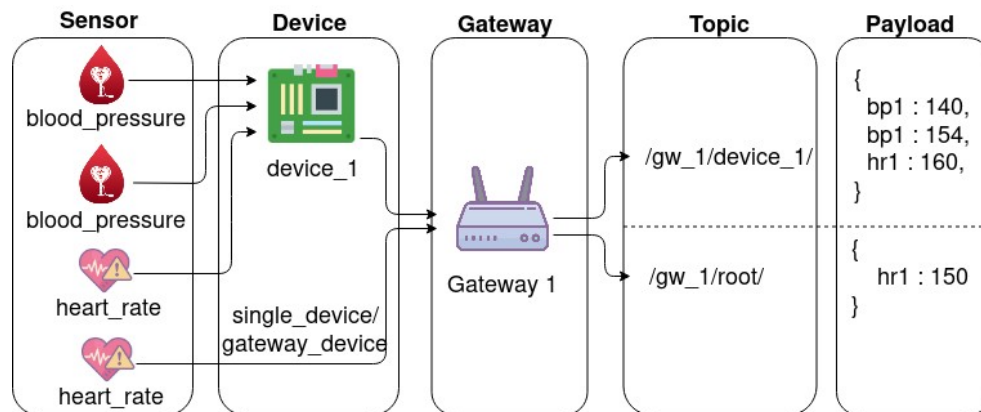 Sensor
Device
Gateway
Topic
Payload
blood_pressure
blood_pressure
heart_rate
heart_rate
device_1
single_device/
gateway_device
Gateway 1
/gw_1/device_1/
/gw_1/root/
{
bp1 : 140,
bp1 : 154,
hr1 : 160,
}
{
hr1 : 150
}